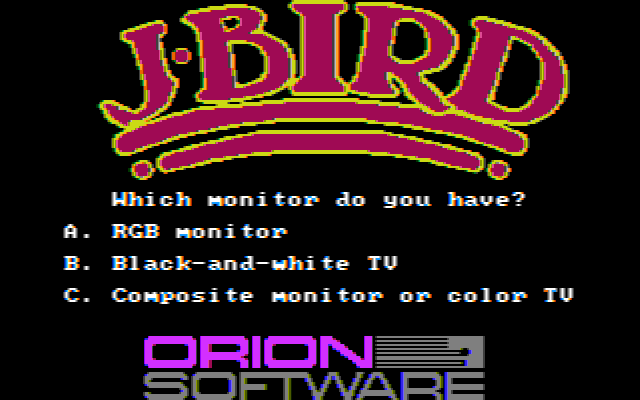 J·BIRD
Which monitor do you have?
A. RGB monitor
B. Black-and-white TV
C. Composite monitor or color TV
ORION
SOFTWARE